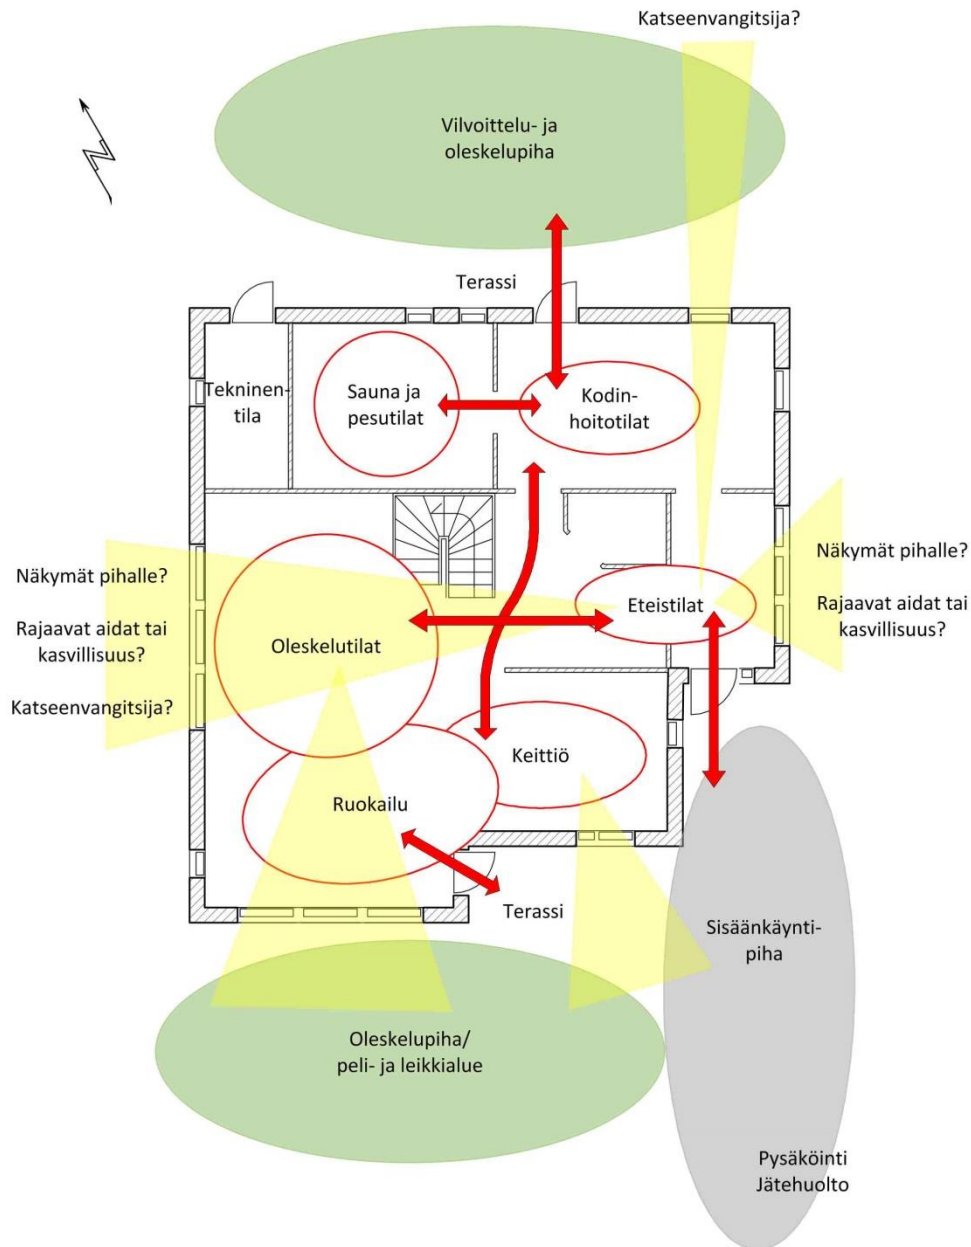 Katseenvangitsija?
Vilvoittelu- ja
oleskelupiha
Terassi
Tekninen-
tila
Sauna ja
pesutilat
Kodin-
hoitotilat
Näkymät pihalle?
Rajaavat aidat tai
kasvillisuus?
Katseenvangitsija?
Oleskelutilat
Eteistilat
Näkymät pihalle?
Rajaavat aidat tai
kasvillisuus?
Keittiö
Ruokailu
Terassi
Sisäänkäynti-
piha
Oleskelupiha/
peli- ja leikkialue
Pysäköinti
Jätehuolto